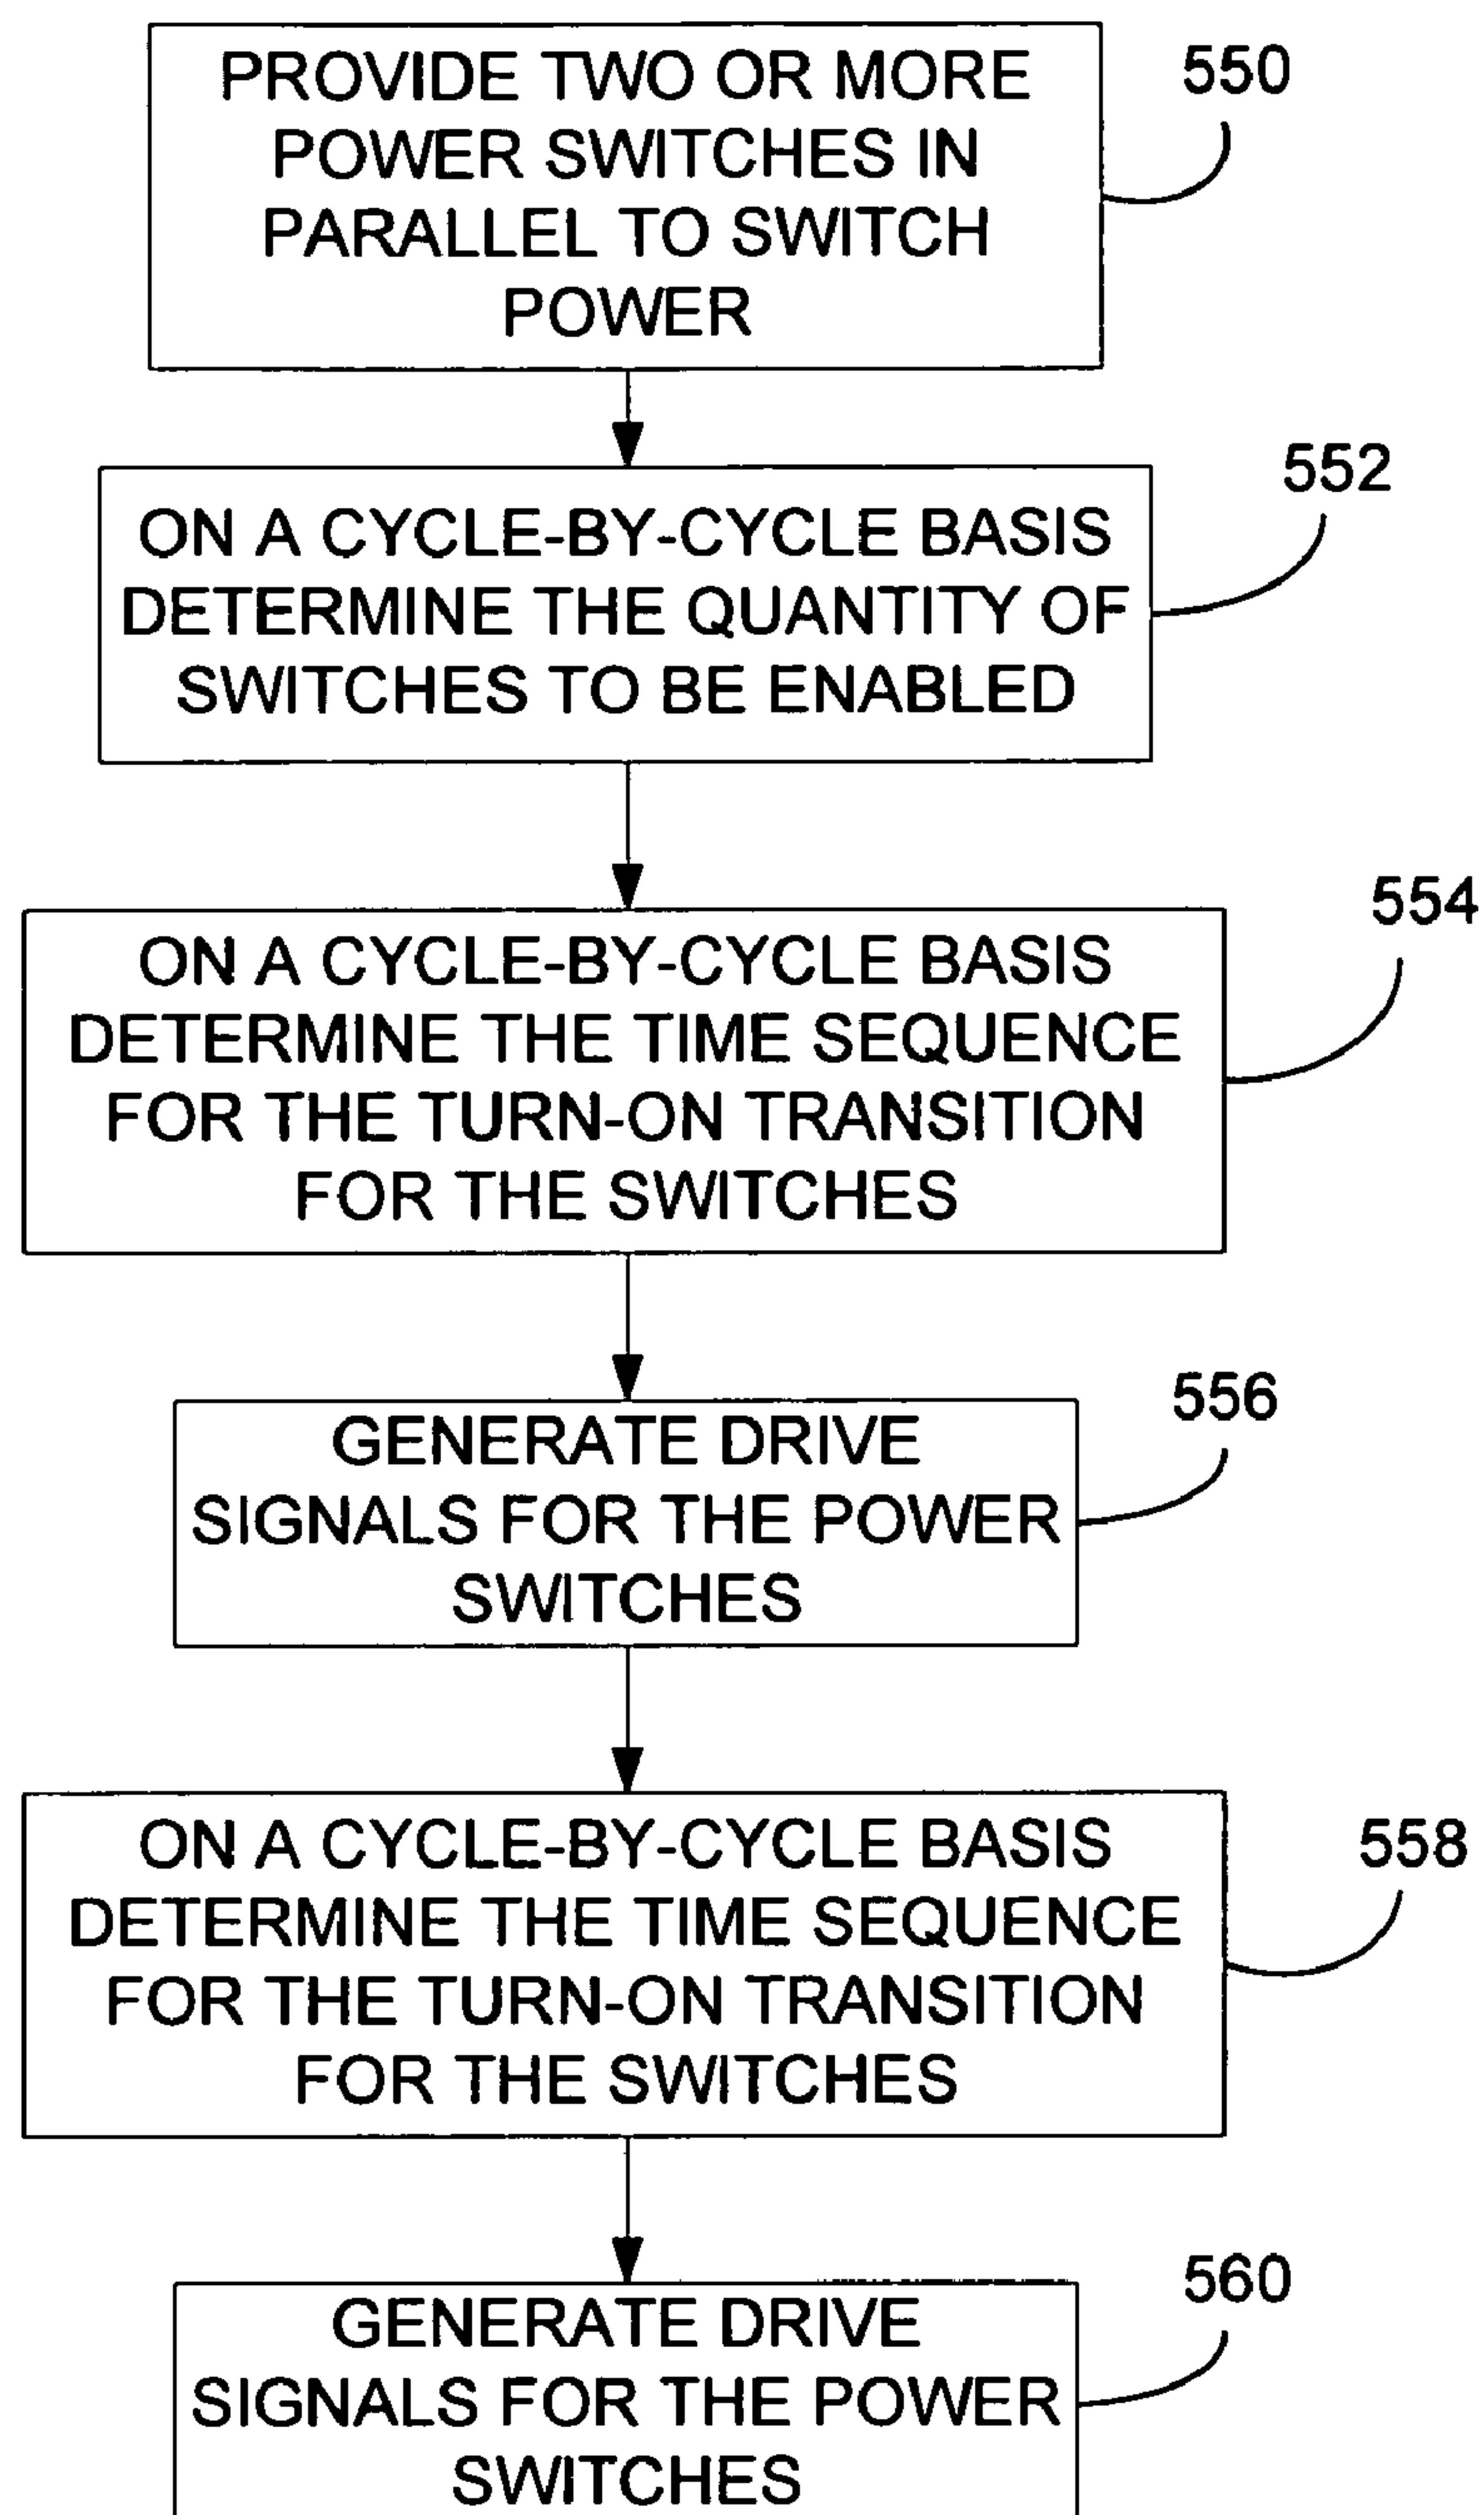 PROVIDE TWO OR MORE
POWER SWITCHES IN
PARALLEL TO SWITCH
POWER
550
ON A CYCLE-BY-CYCLE BASIS
DETERMINE THE QUANTITY OF
SWITCHES TO BE ENABLED
552
ON A CYCLE-BY-CYCLE BASIS
DETERMINE THE TIME SEQUENCE
FOR THE TURN-ON TRANSITION
FOR THE SWITCHES
554
GENERATE DRIVE
SIGNALS FOR THE POWER
SWITCHES
556
ON A CYCLE-BY-CYCLE BASIS
DETERMINE THE TIME SEQUENCE
FOR THE TURN-ON TRANSITION
FOR THE SWITCHES
558
GENERATE DRIVE
SIGNALS FOR THE POWER
SWITCHES
560